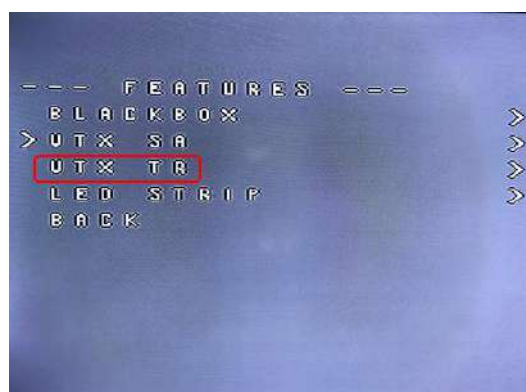 --- FEATURES ---
BLACKBOX >
> VTX SA >
VTX TR >
LED STRIP >
BACK